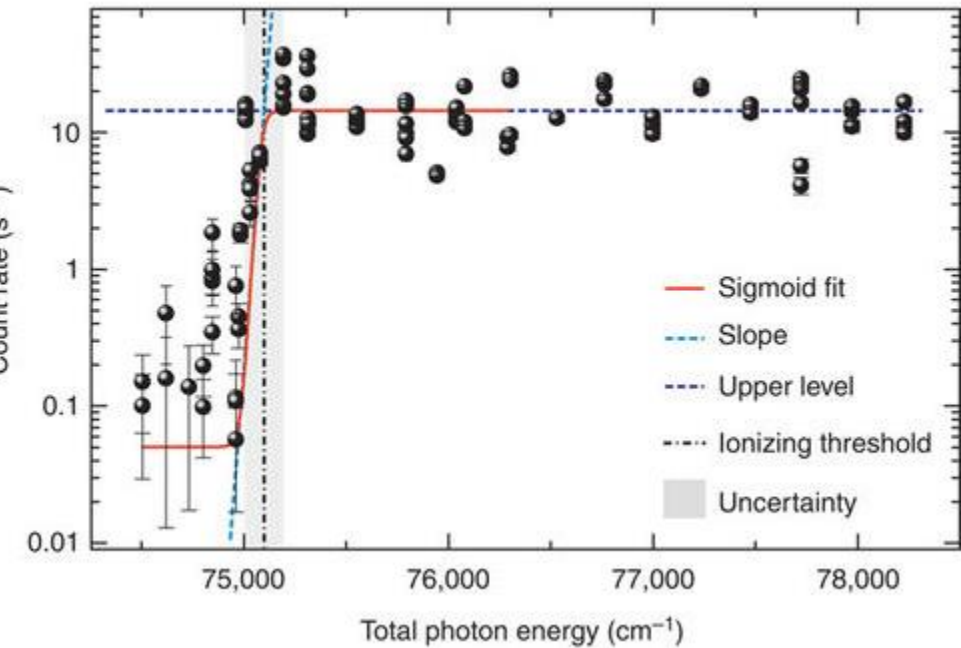 10
1
0.1
0.01
75,000 76,000 77,000 78,000
Total photon energy (cm⁻¹)
Sigmoid fit
Slope
Upper level
Ionizing threshold
Uncertainty